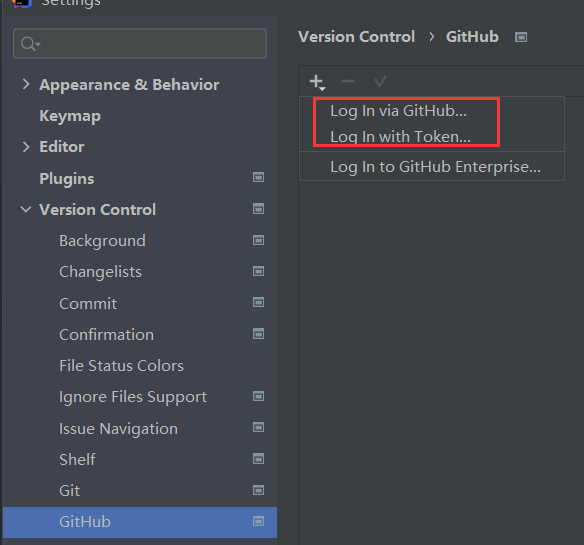 Settings
Version Control › GitHub
Appearance & Behavior
Keymap
Editor
Plugins
Version Control
Background
Changelists
Commit
Confirmation
File Status Colors
Ignore Files Support
Issue Navigation
Shelf
Git
GitHub
Log In via GitHub...
Log In with Token...
Log In to GitHub Enterprise...